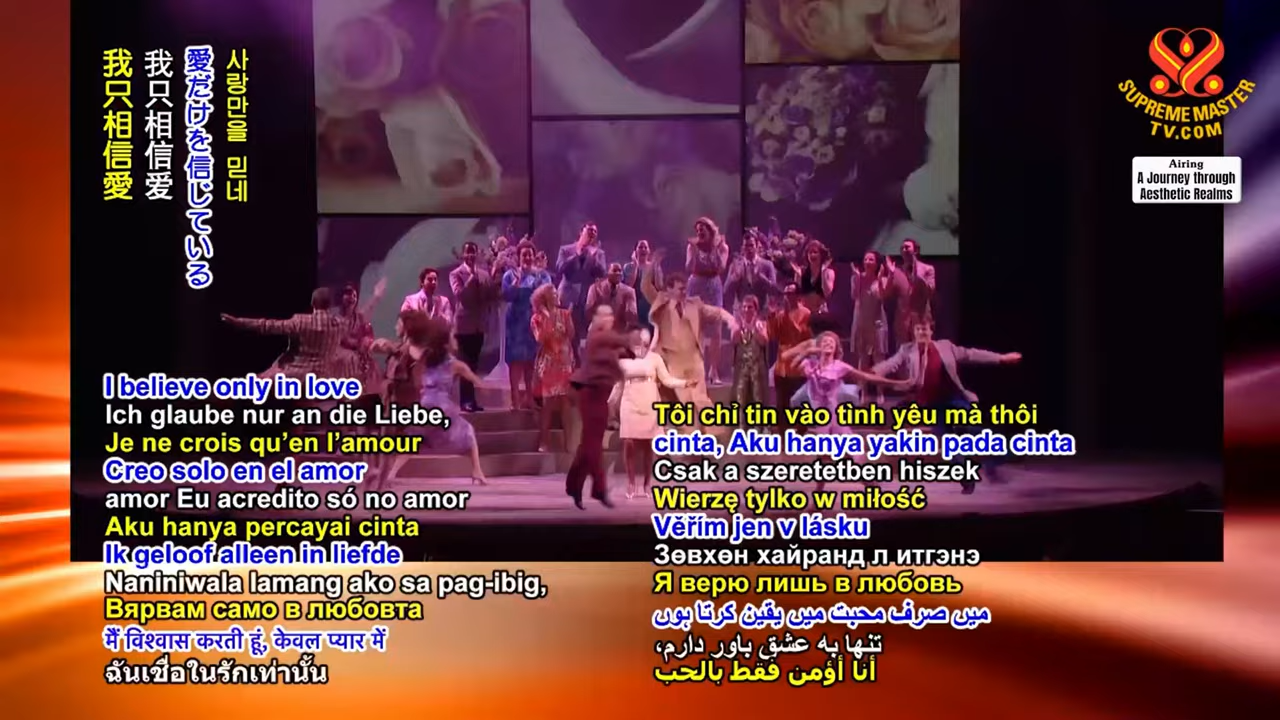 사랑만을 믿네
愛だけを信じている
我只相信爱
我只相信愛
SUPREME MASTER
TV.COM
Airing
A Journey through
Aesthetic Realms
I believe only in love
Ich glaube nur an die Liebe,
Je ne crois qu'en l'amour
Creo solo en el amor
amor Eu acredito só no amor
Aku hanya percayai cinta
Ik geloof alleen in liefde
Naniniwala lamang ako sa pag-ibig,
Вярвам само в любовта
मैं विश्वास करती हूं, केवल प्यार में
ฉันเชื่อในรักเท่านั้น
Tôi chỉ tin vào tình yêu mà thôi
cinta, Aku hanya yakin pada cinta
Csak a szeretetben hiszek
Wierzę tylko w miłość
Věřím jen v lásku
Зөвхөн хайранд л итгэнэ
Я верю лишь в любовь
میں صرف محبت میں یقین کرتا ہوں
تنها به عشق باور دارم،
أنا أؤمن فقط بالحب